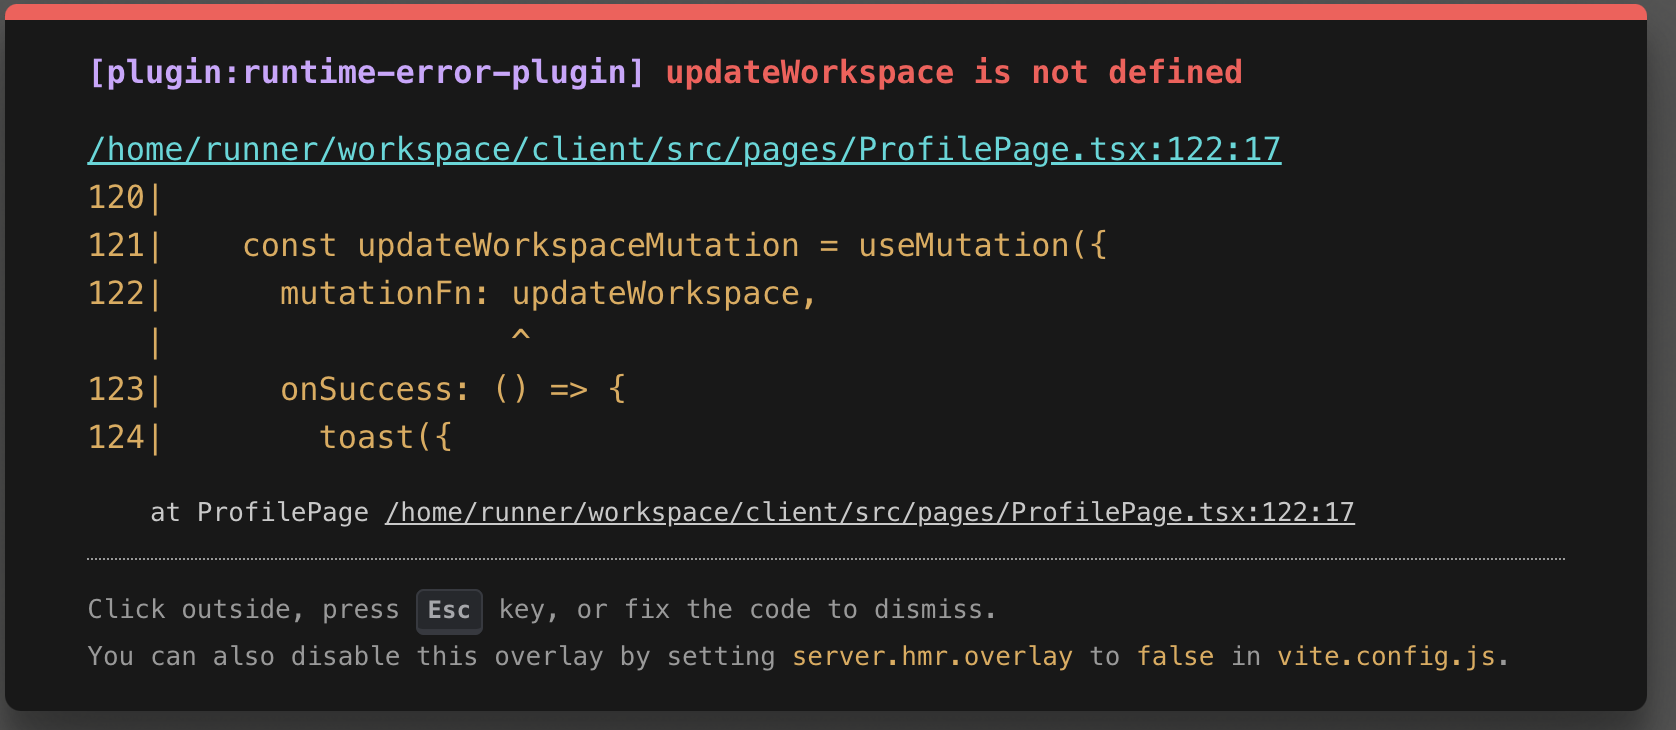 [plugin:runtime-error-plugin] updateWorkspace is not defined
/home/runner/workspace/client/src/pages/ProfilePage.tsx:122:17
120|
121|    const updateWorkspaceMutation = useMutation({
122|      mutationFn: updateWorkspace,
   |                  ^
123|      onSuccess: () => {
124|        toast({
at ProfilePage /home/runner/workspace/client/src/pages/ProfilePage.tsx:122:17
Click outside, press Esc key, or fix the code to dismiss.
You can also disable this overlay by setting server.hmr.overlay to false in vite.config.js.